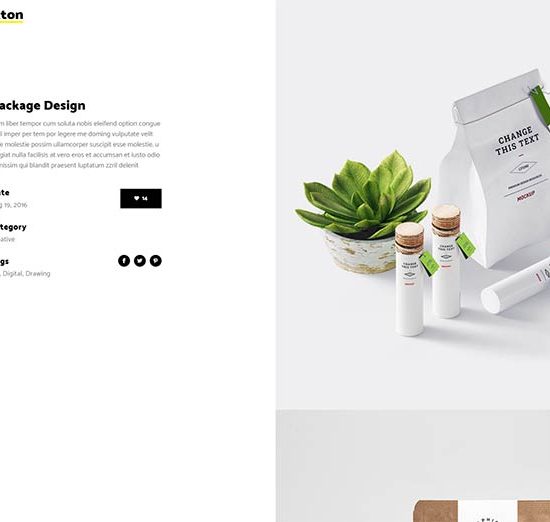 ton
ackage Design
m liber tempor cum soluta nobis eleifend option congue
il imper per tem por legere me doming vulputate velit
e molestie possim ullamcorper suscipit esse molestie, u
giat nulla facilisis at vero eros et accumsan et iusto odio
nissim qui blandit praesent luptatum zzril delenit
te
g 19, 2016
14
tegory
ative
gs
, Digital, Drawing
CHANGE
THIS TEXT
MOCKUP
CHANGE
THIS TEXT
CHANGE
THIS TEXT